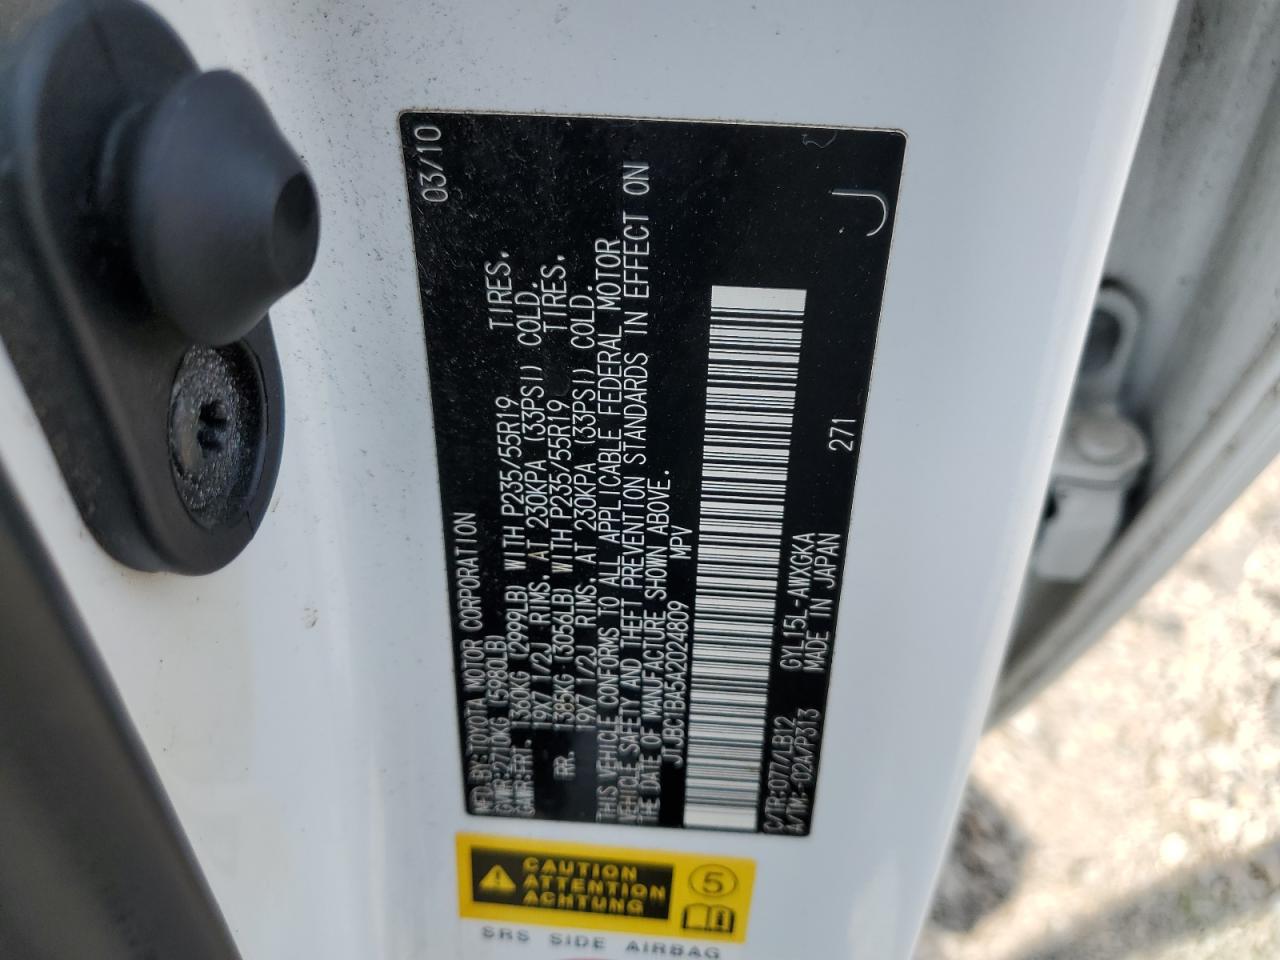 MFD. BY: TOYOTA MOTOR CORPORATION 03/10
GVWR: 2710KG (5980LB)
GAWR: FRT. 1360KG (2999LB) WITH P235/55R19 TIRES,
19X7 1/2J RIMS, AT 230KPA (33PSI) COLD.
RR. 1385KG (3056LB) WITH P235/55R19 TIRES,
19X7 1/2J RIMS, AT 230KPA (33PSI) COLD.
THIS VEHICLE CONFORMS TO ALL APPLICABLE FEDERAL MOTOR
VEHICLE SAFETY AND THEFT PREVENTION STANDARDS IN EFFECT ON
THE DATE OF MANUFACTURE SHOWN ABOVE.
JTJBC1BA5A2024809 MPV
C/TR: 077/LB12 GYL15L-AWXGKA
A/TM: -02A/P313 MADE IN JAPAN 271 J
CAUTION
ATTENTION
ACHTUNG
5
SRS SIDE AIRBAG